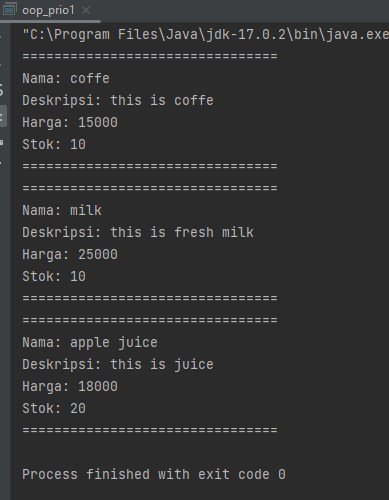 oop_prio1
"C:\Program Files\Java\jdk-17.0.2\bin\java.exe
================================
Nama: coffe
Deskripsi: this is coffe
Harga: 15000
Stok: 10
================================
================================
Nama: milk
Deskripsi: this is fresh milk
Harga: 25000
Stok: 10
================================
================================
Nama: apple juice
Deskripsi: this is juice
Harga: 18000
Stok: 20
================================
Process finished with exit code 0